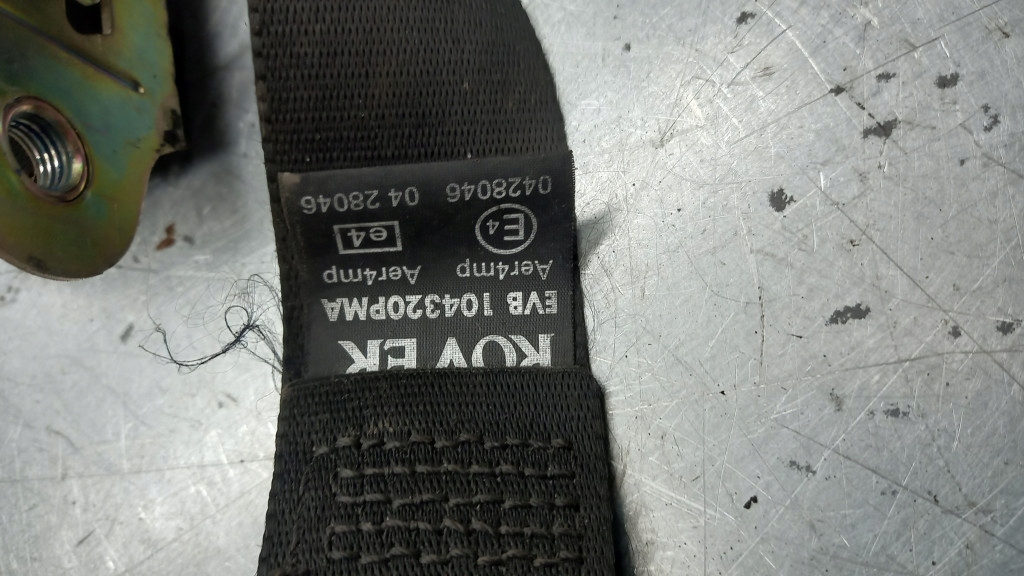 ROVER
EVB 104320PMA
Aer4mp Aer4mp
E4 e4
0428046 04 28046